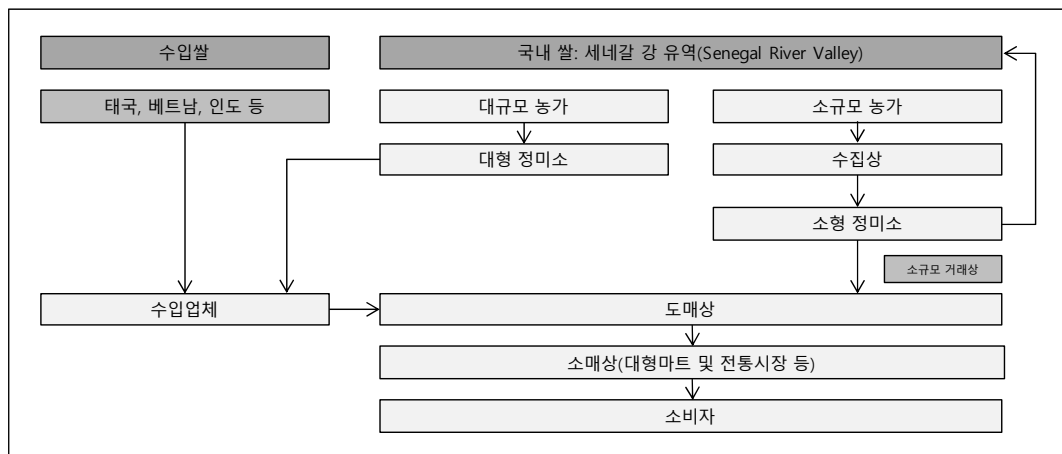 수입쌀
국내 쌀: 세네갈 강 유역(Senegal River Valley)
태국, 베트남, 인도 등
대규모 농가
소규모 농가
대형 정미소
수집상
소형 정미소
소규모 거래상
수입업체
도매상
소매상(대형마트 및 전통시장 등)
소비자